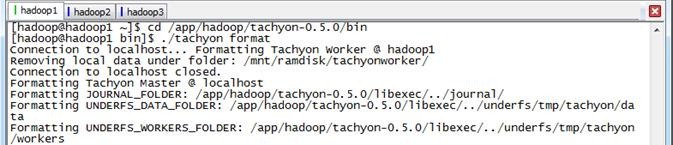 hadoop1 hadoop2 hadoop3
[hadoop@hadoop1 ~]$ cd /app/hadoop/tachyon-0.5.0/bin
[hadoop@hadoop1 bin]$ ./tachyon format
Connection to localhost... Formatting Tachyon Worker @ hadoop1
Removing local data under folder: /mnt/ramdisk/tachyonworker/
Connection to localhost closed.
Formatting Tachyon Master @ localhost
Formatting JOURNAL_FOLDER: /app/hadoop/tachyon-0.5.0/libexec/../journal/
Formatting UNDERFS_DATA_FOLDER: /app/hadoop/tachyon-0.5.0/libexec/../underfs/tmp/tachyon/da
ta
Formatting UNDERFS_WORKERS_FOLDER: /app/hadoop/tachyon-0.5.0/libexec/../underfs/tmp/tachyon
/workers